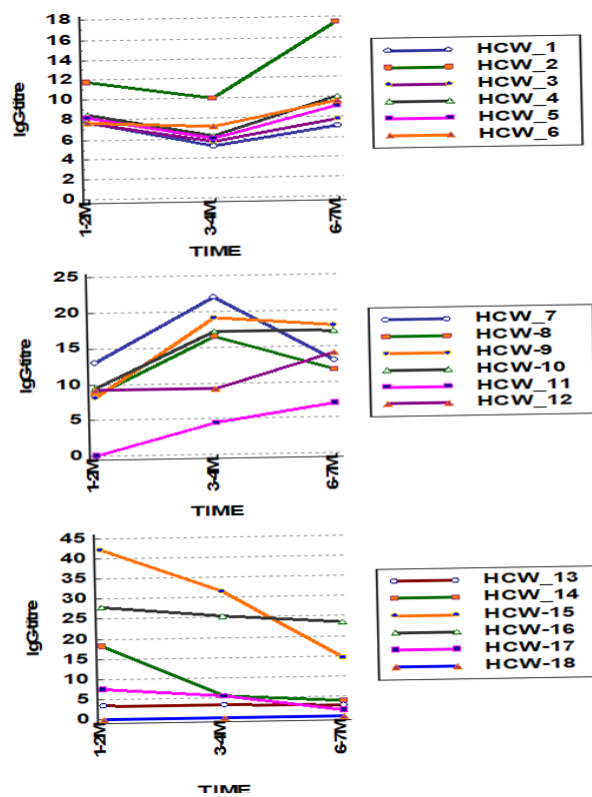 18
16
14
12
10
8
6
4
2
0
IgG-titre
1-2M.
3-4M.
6-7M.
TIME
HCW_1
HCW_2
HCW_3
HCW_4
HCW_5
HCW_6
25
20
15
10
5
0
IgG-titre
1-2M.
3-4M.
6-7M.
TIME
HCW_7
HCW-8
HCW-9
HCW-10
HCW_11
HCW_12
45
40
35
30
25
20
15
10
5
0
IgG-titre
1-2M.
3-4M.
6-7M.
TIME
HCW_13
HCW_14
HCW-15
HCW-16
HCW-17
HCW-18